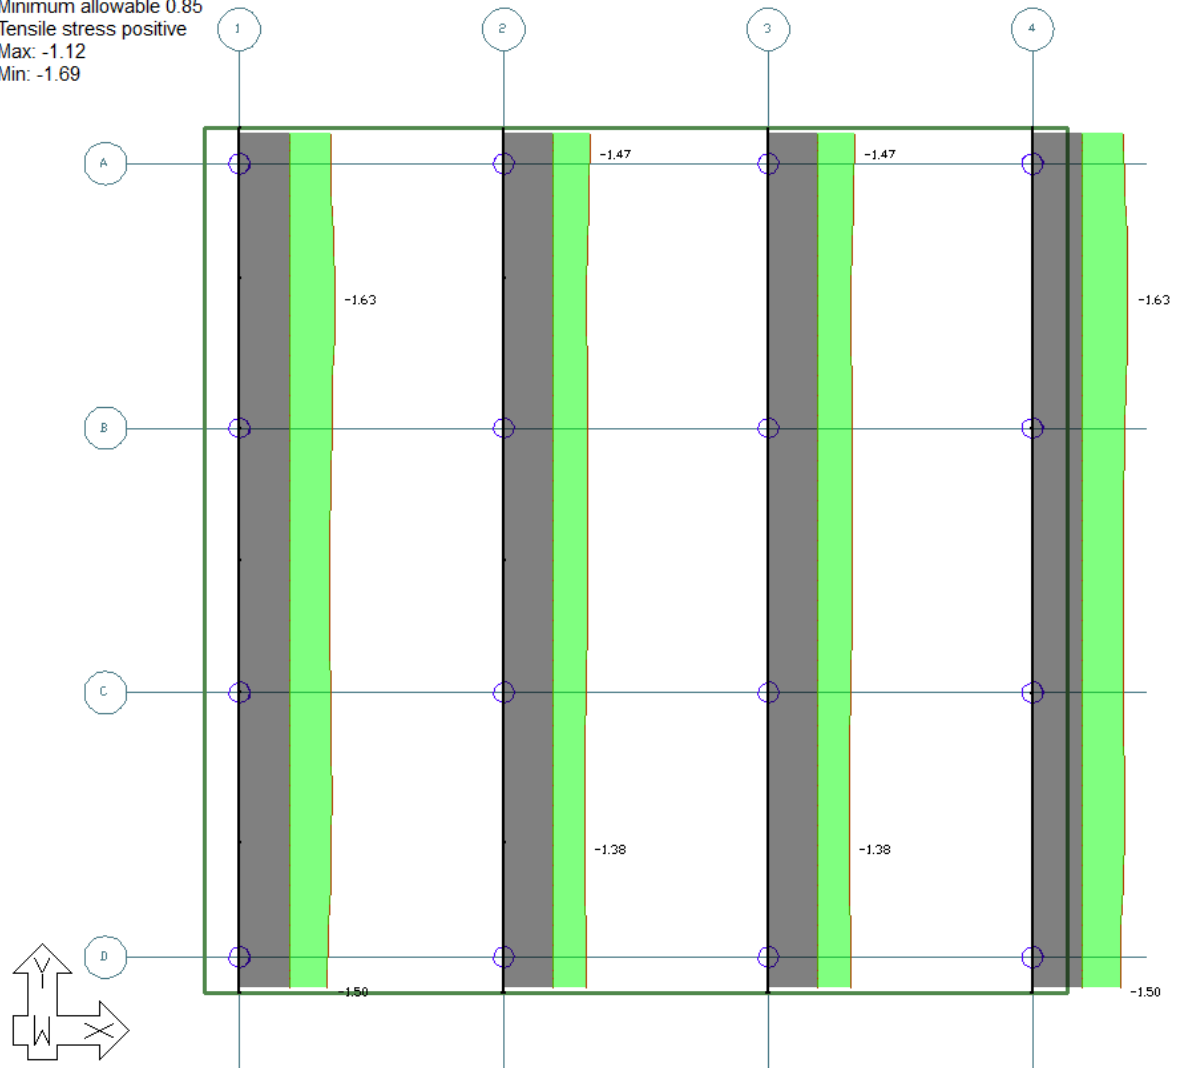 Minimum allowable 0.85
Tensile stress positive
Max: -1.12
Min: -1.69
1 2 3 4
A
-1.47 -1.47
-1.63 -1.63
B
C
-1.38 -1.38
D
-1.50 -1.50
Y
W X